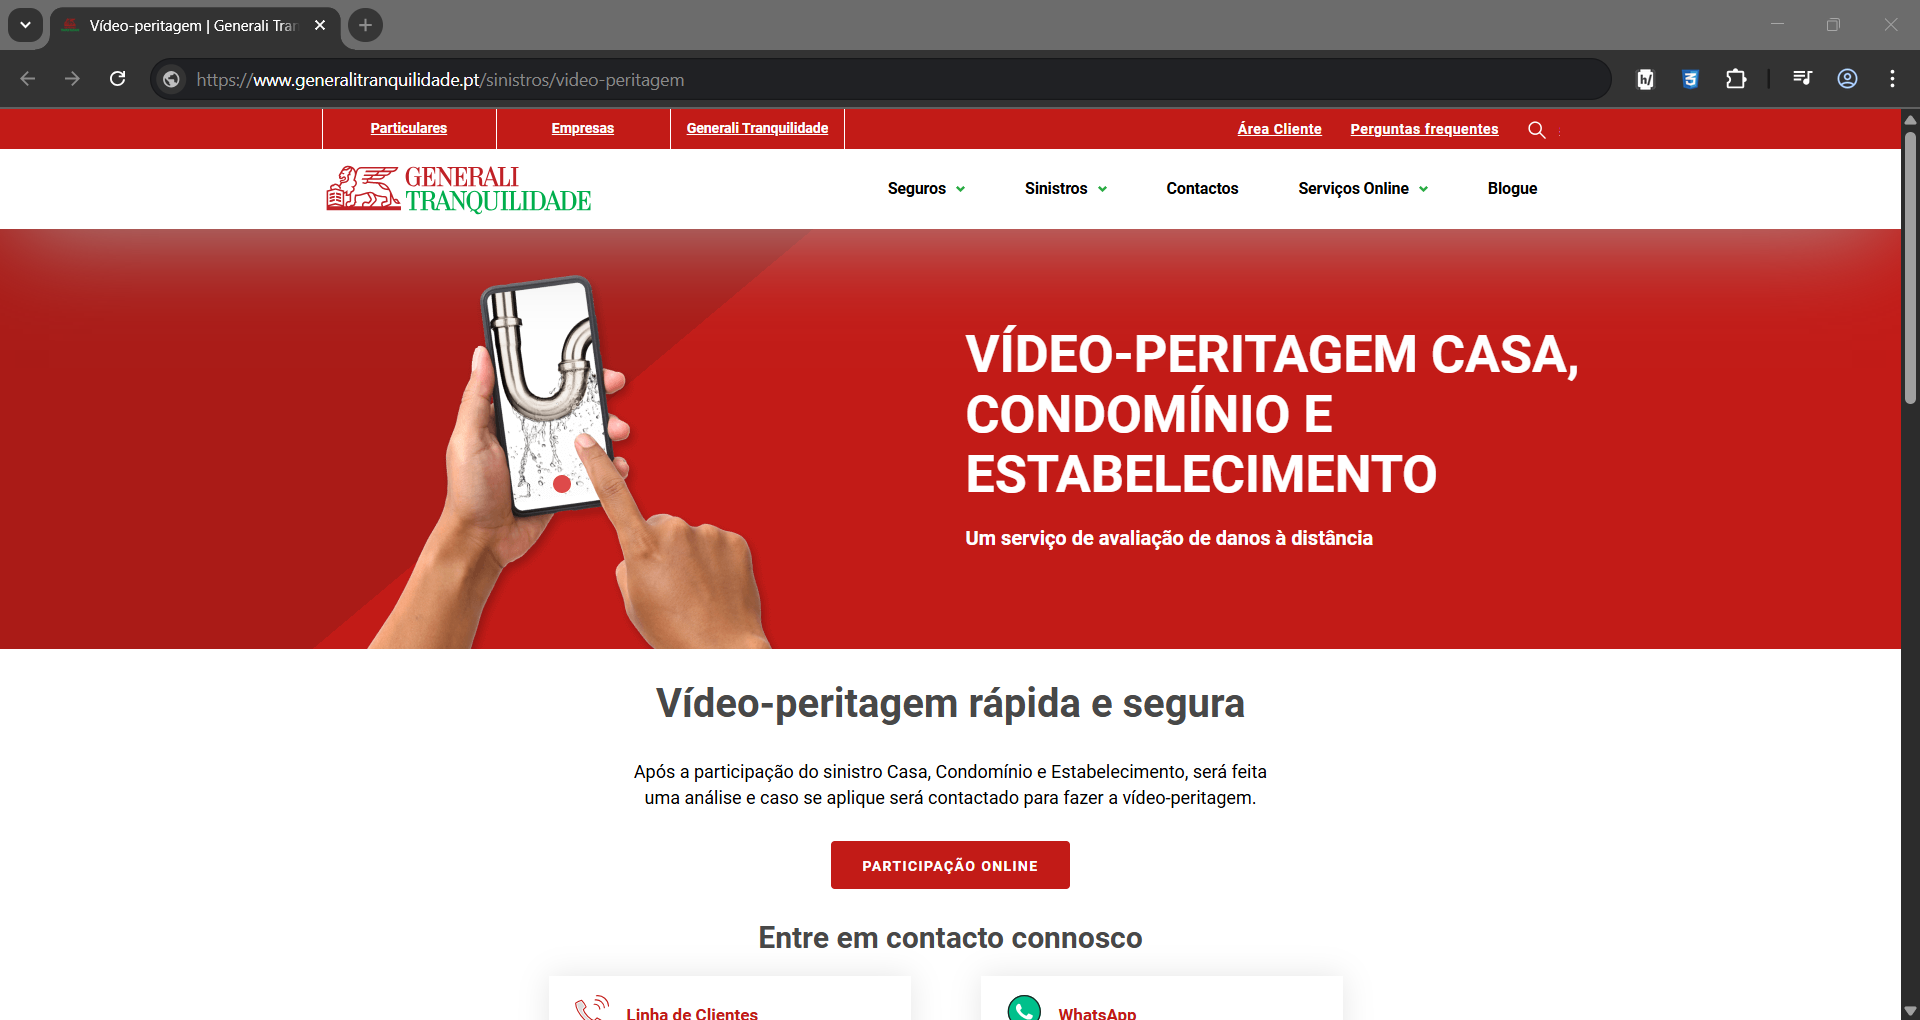 Vídeo-peritagem | Generali Tran
https://www.generalitranquilidade.pt/sinistros/video-peritagem
Particulares
Empresas
Generali Tranquilidade
Área Cliente
Perguntas frequentes
GENERALI
TRANQUILIDADE
Seguros
Sinistros
Contactos
Serviços Online
Blogue
VÍDEO-PERITAGEM CASA,
CONDOMÍNIO E
ESTABELECIMENTO
Um serviço de avaliação de danos à distância
Vídeo-peritagem rápida e segura
Após a participação do sinistro Casa, Condomínio e Estabelecimento, será feita
uma análise e caso se aplique será contactado para fazer a vídeo-peritagem.
PARTICIPAÇÃO ONLINE
Entre em contacto connosco
Linha de Clientes
WhatsApp